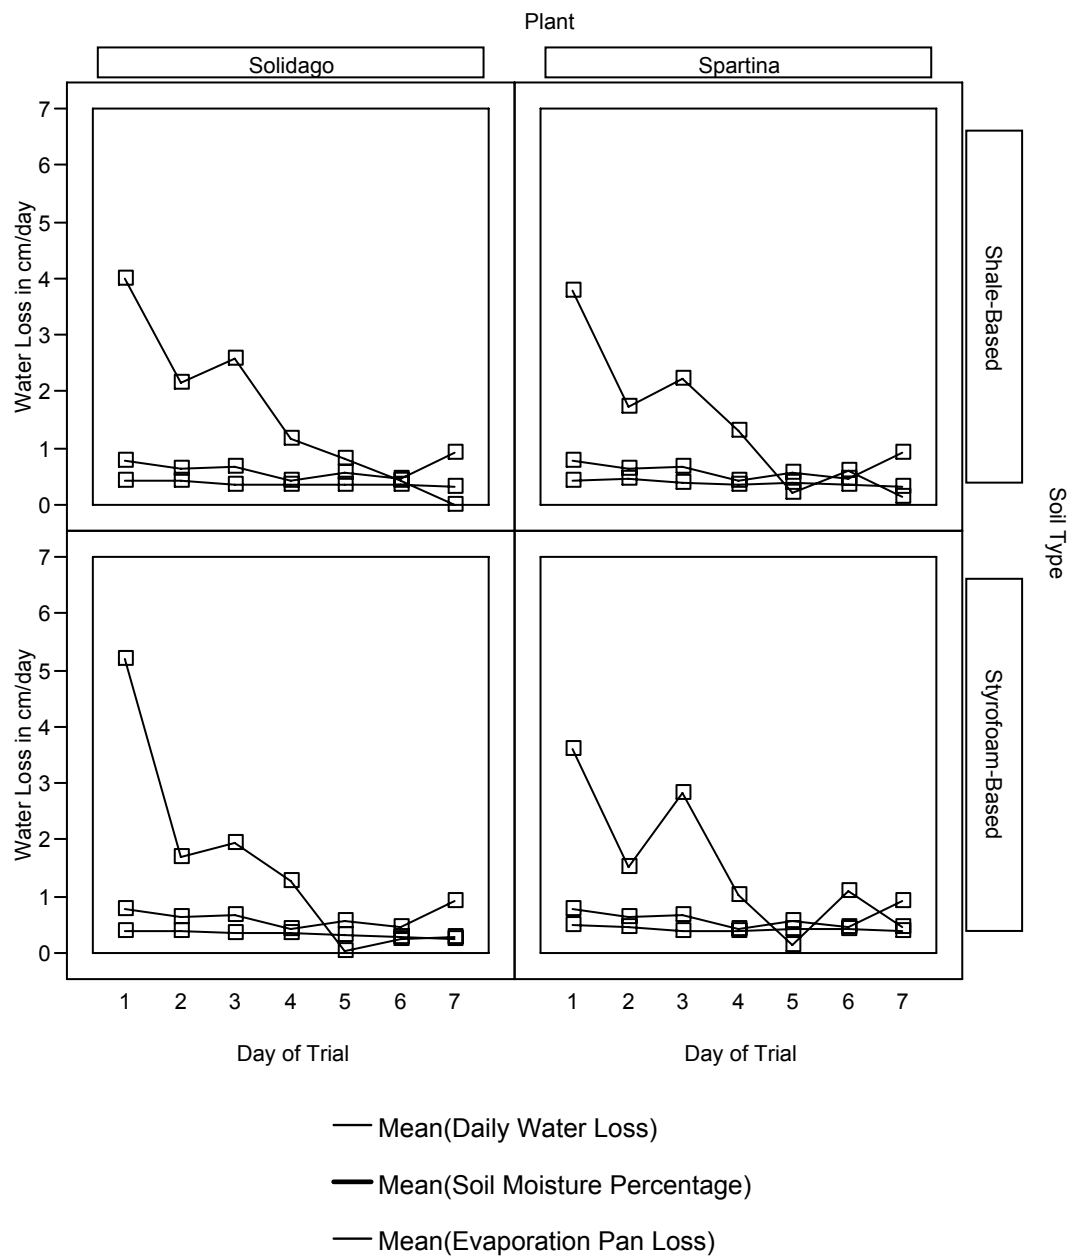 Plant
Solidago
Spartina
7
6
5
4
3
2
1
0
Water Loss in cm/day
Shale-Based
Soil Type
7
6
5
4
3
2
1
0
Water Loss in cm/day
Styrofoam-Based
1 2 3 4 5 6 7
1 2 3 4 5 6 7
Day of Trial
Day of Trial
Mean(Daily Water Loss)
Mean(Soil Moisture Percentage)
Mean(Evaporation Pan Loss)